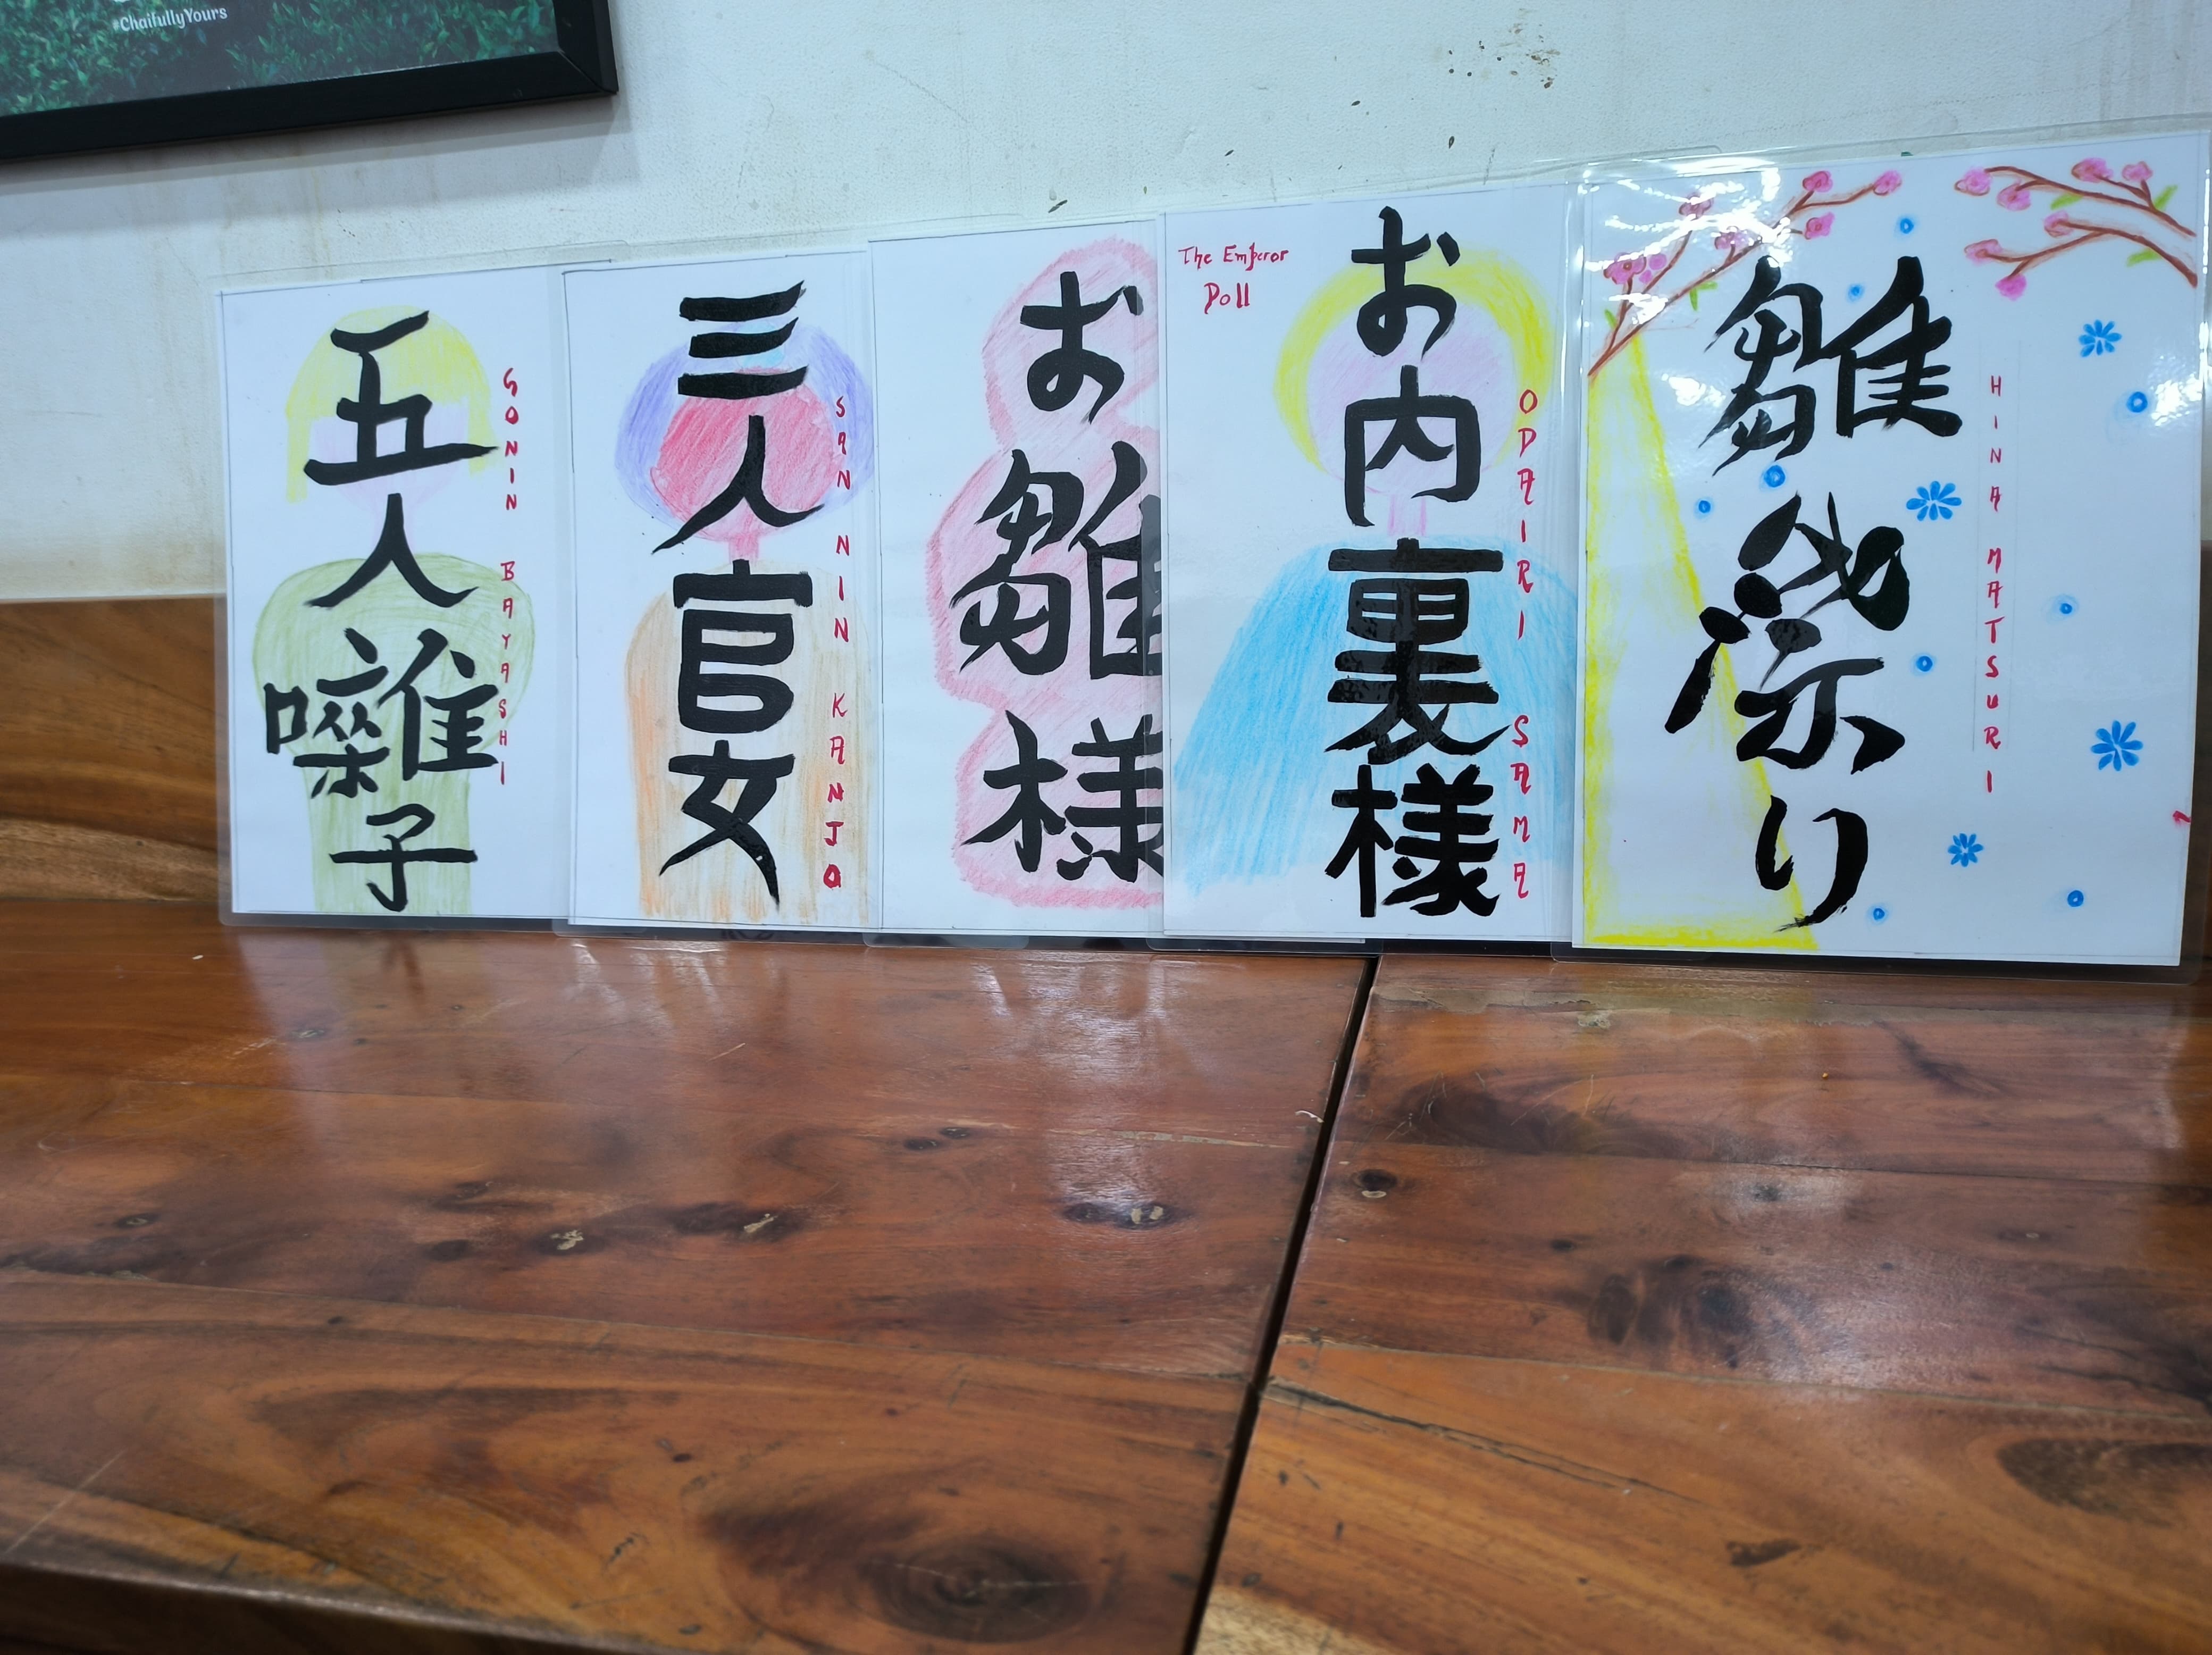 #ChaifullyYours
五人囃子
GONIN BAYASHI
三人官女
SAN NIN KANJO
お雛様
The Emperor
Doll
お内裏様
ODAIRI SAMA
雛祭り
HINA MATSURI